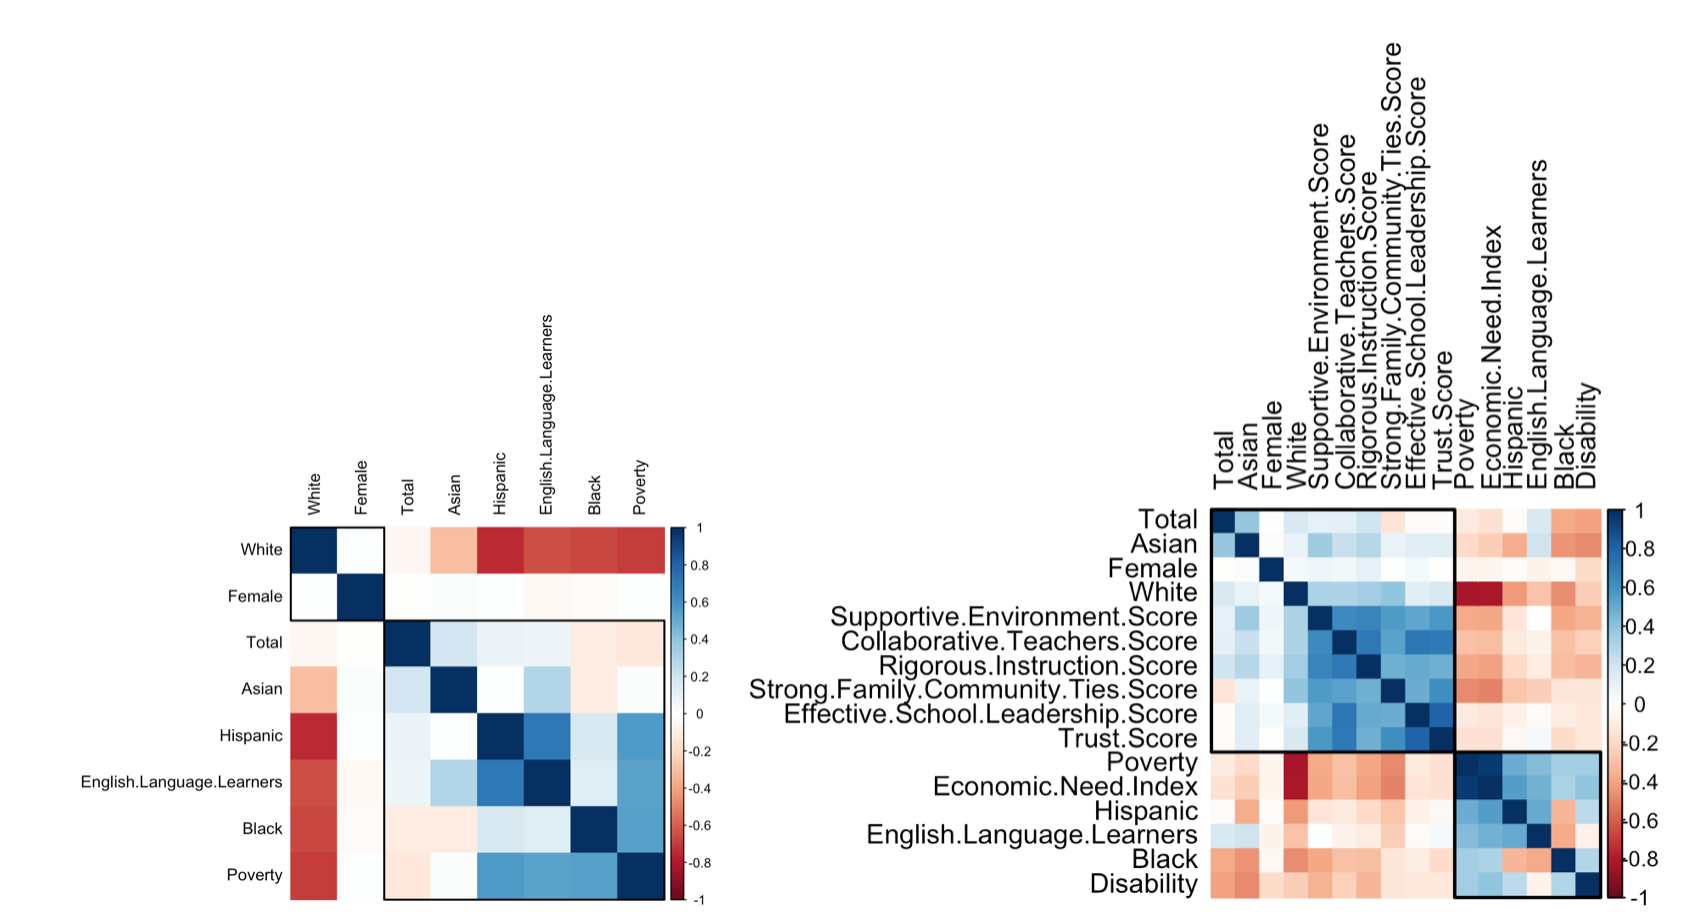 White
Female
Total
Asian
Hispanic
English.Language.Learners
Black
Poverty
White
Female
Total
Asian
Hispanic
English.Language.Learners
Black
Poverty
1
0.8
0.6
0.4
0.2
0
-0.2
-0.4
-0.6
-0.8
-1
Total
Asian
Female
White
Supportive.Environment.Score
Collaborative.Teachers.Score
Rigorous.Instruction.Score
Strong.Family.Community.Ties.Score
Effective.School.Leadership.Score
Trust.Score
Poverty
Economic.Need.Index
Hispanic
English.Language.Learners
Black
Disability
Total
Asian
Female
White
Supportive.Environment.Score
Collaborative.Teachers.Score
Rigorous.Instruction.Score
Strong.Family.Community.Ties.Score
Effective.School.Leadership.Score
Trust.Score
Poverty
Economic.Need.Index
Hispanic
English.Language.Learners
Black
Disability
1
0.8
0.6
0.4
0.2
0
-0.2
-0.4
-0.6
-0.8
-1